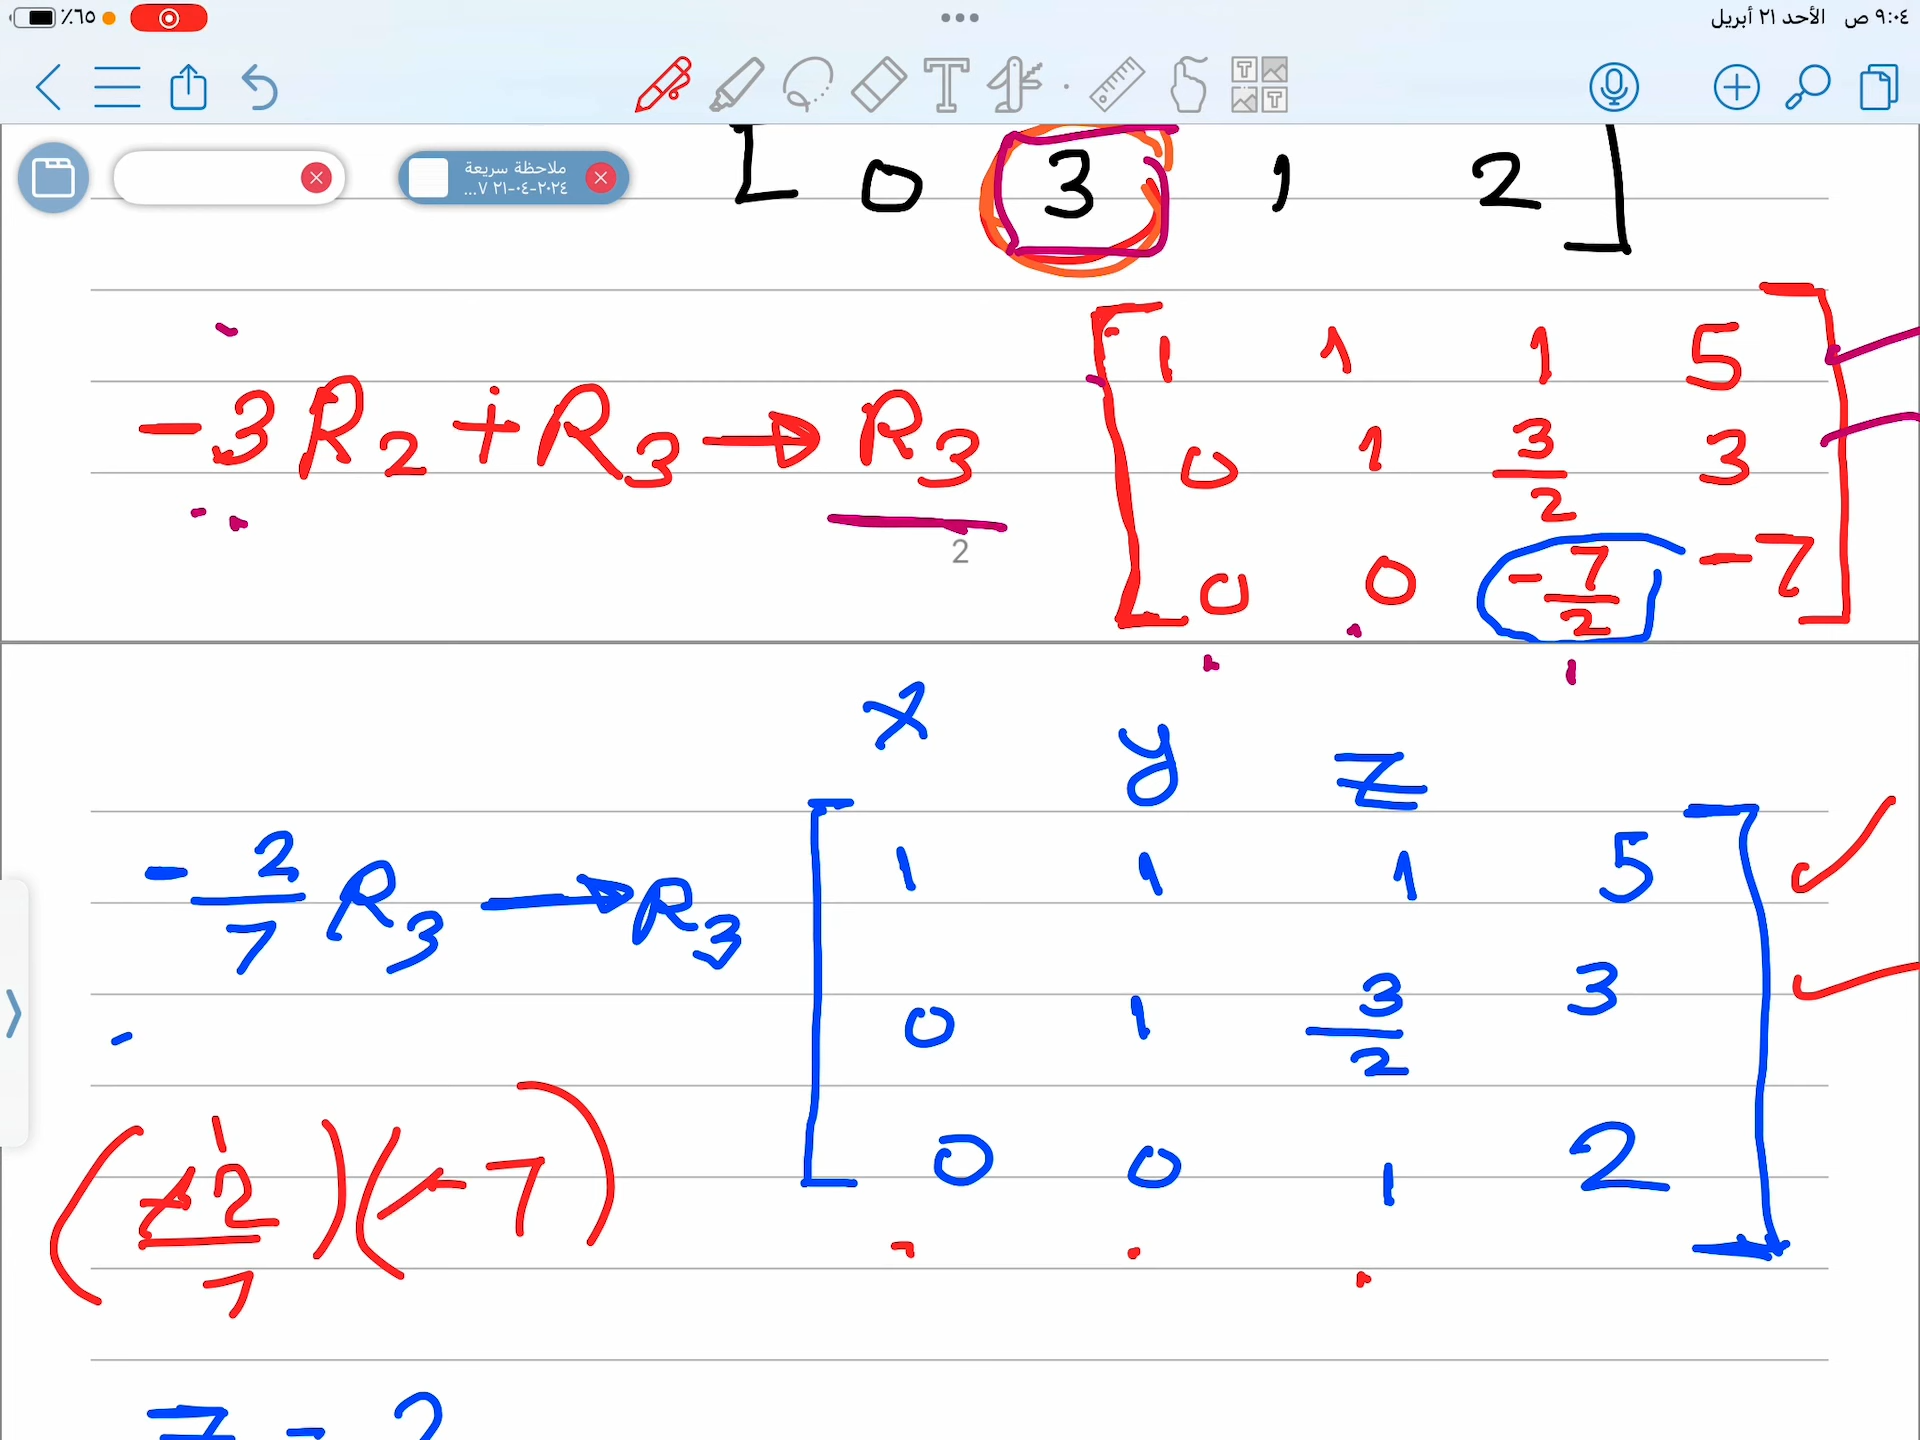 ٪٦٥ ٩:٠٤ ص الأحد ٢١ أبريل
ملاحظة سريعة
٢٠٢٤-٠٤-٢١ ٧...
0 3 1 2
1 1 1 5
-3R2 + R3 → R3 0 1 3/2 3
0 0 -7/2 -7
2
x y z
-2/7 R3 → R3 1 1 1 5
0 1 3/2 3
0 0 1 2
(-2/7)(-7)
z = 2